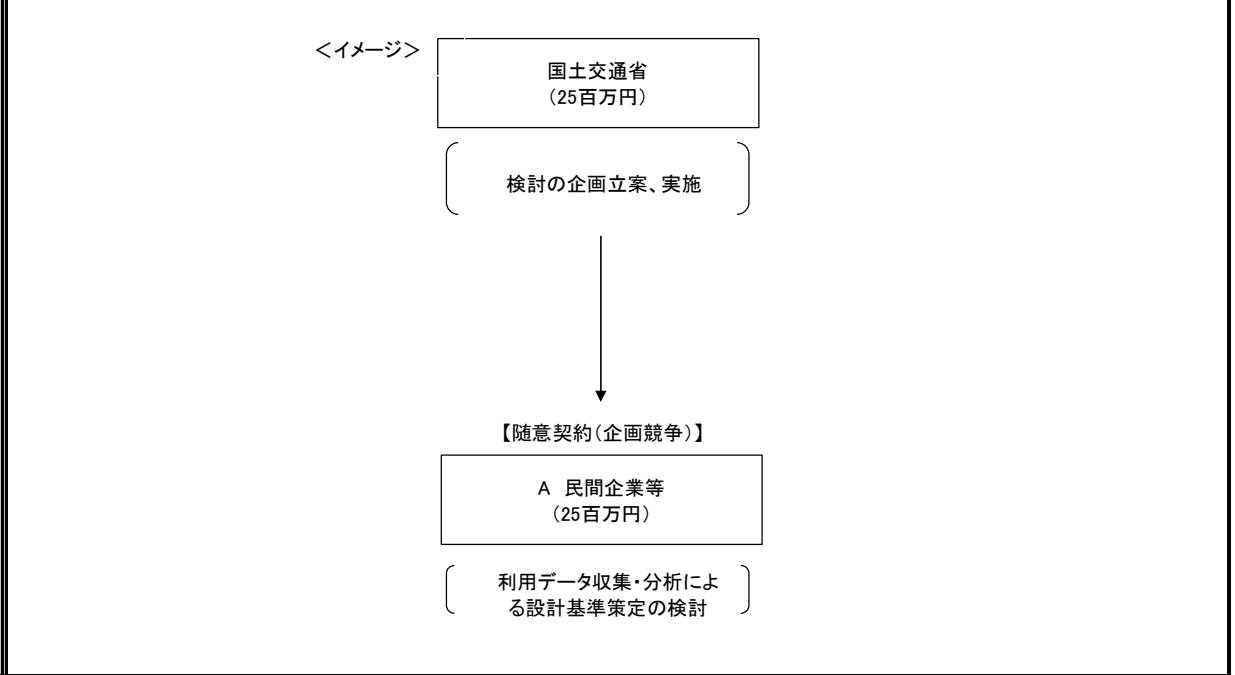 ＜イメージ＞
国土交通省
（25百万円）
検討の企画立案、実施
【随意契約（企画競争）】
A 民間企業等
（25百万円）
利用データ収集・分析によ
る設計基準策定の検討